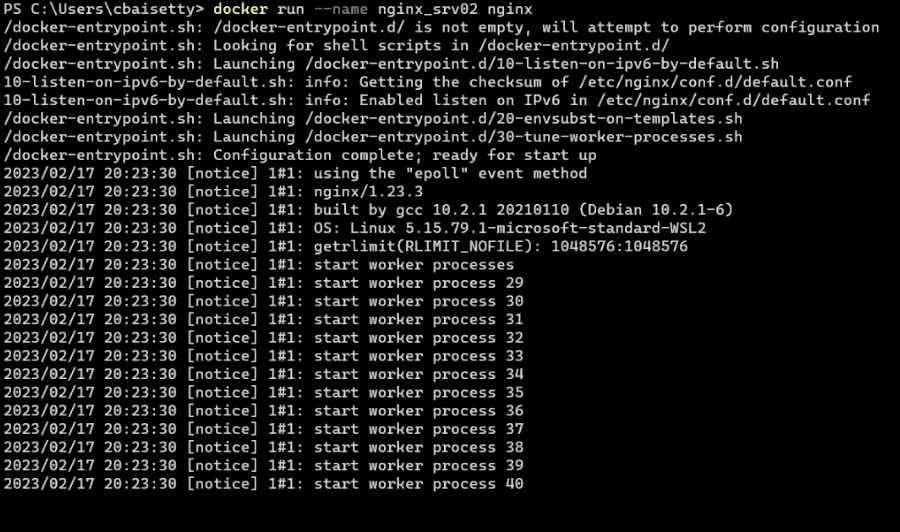 PS C:\Users\cbaisetty> docker run --name nginx_srv02 nginx
/docker-entrypoint.sh: /docker-entrypoint.d/ is not empty, will attempt to perform configuration
/docker-entrypoint.sh: Looking for shell scripts in /docker-entrypoint.d/
/docker-entrypoint.sh: Launching /docker-entrypoint.d/10-listen-on-ipv6-by-default.sh
10-listen-on-ipv6-by-default.sh: info: Getting the checksum of /etc/nginx/conf.d/default.conf
10-listen-on-ipv6-by-default.sh: info: Enabled listen on IPv6 in /etc/nginx/conf.d/default.conf
/docker-entrypoint.sh: Launching /docker-entrypoint.d/20-envsubst-on-templates.sh
/docker-entrypoint.sh: Launching /docker-entrypoint.d/30-tune-worker-processes.sh
/docker-entrypoint.sh: Configuration complete; ready for start up
2023/02/17 20:23:30 [notice] 1#1: using the "epoll" event method
2023/02/17 20:23:30 [notice] 1#1: nginx/1.23.3
2023/02/17 20:23:30 [notice] 1#1: built by gcc 10.2.1 20210110 (Debian 10.2.1-6)
2023/02/17 20:23:30 [notice] 1#1: OS: Linux 5.15.79.1-microsoft-standard-WSL2
2023/02/17 20:23:30 [notice] 1#1: getrlimit(RLIMIT_NOFILE): 1048576:1048576
2023/02/17 20:23:30 [notice] 1#1: start worker processes
2023/02/17 20:23:30 [notice] 1#1: start worker process 29
2023/02/17 20:23:30 [notice] 1#1: start worker process 30
2023/02/17 20:23:30 [notice] 1#1: start worker process 31
2023/02/17 20:23:30 [notice] 1#1: start worker process 32
2023/02/17 20:23:30 [notice] 1#1: start worker process 33
2023/02/17 20:23:30 [notice] 1#1: start worker process 34
2023/02/17 20:23:30 [notice] 1#1: start worker process 35
2023/02/17 20:23:30 [notice] 1#1: start worker process 36
2023/02/17 20:23:30 [notice] 1#1: start worker process 37
2023/02/17 20:23:30 [notice] 1#1: start worker process 38
2023/02/17 20:23:30 [notice] 1#1: start worker process 39
2023/02/17 20:23:30 [notice] 1#1: start worker process 40